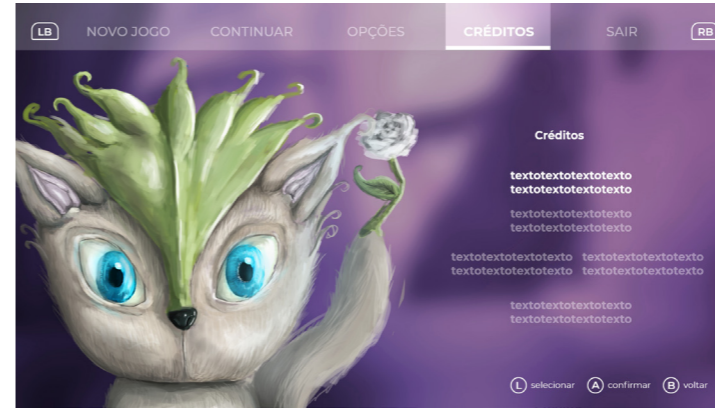 LB NOVO JOGO CONTINUAR OPÇÕES CRÉDITOS SAIR RB
Créditos
textotextotextotexto
textotextotextotexto
textotextotextotexto
textotextotextotexto
textotextotextotexto textotextotextotexto
textotextotextotexto textotextotextotexto
textotextotextotexto
textotextotextotexto
L selecionar A confirmar B voltar